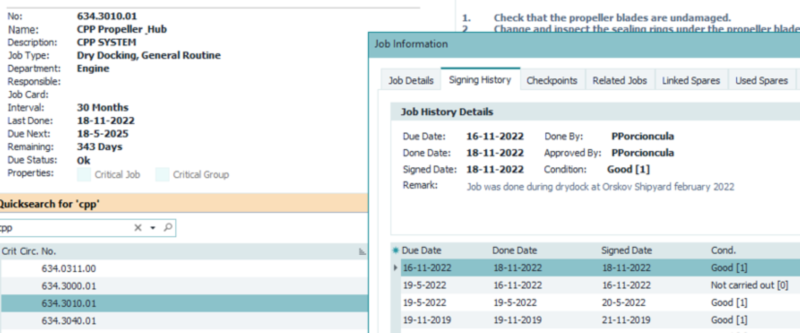 No: 634.3010.01
Name: CPP Propeller ,Hub
Description: CPP SYSTEM
Job Type: Dry Docking, General Routine
Department: Engine
Responsible:
Job Card:
Interval: 30 Months
Last Done: 18-11-2022
Due Next: 18-5-2025
Remaining: 343 Days
Due Status: Ok
Properties: Critical Job Critical Group
Quicksearch for 'cpp'
cpp
Crit Circ. No.
634.0311.00
634.3000.01
634.3010.01
634.3040.01
1. Check that the propeller blades are undamaged.
2 Change and inspect the sealing rings under the propeller blade
Job Information
Job Details Signing History Checkpoints Related Jobs Linked Spares Used Spares
Job History Details
Due Date: 16-11-2022 Done By: PPorcioncula
Done Date: 18-11-2022 Approved By: PPorcioncula
Signed Date: 18-11-2022 Condition: Good [1]
Remark: Job was done during drydock at Orskov Shipyard february 2022
Due Date Done Date Signed Date Cond.
16-11-2022 18-11-2022 18-11-2022 Good [1]
19-5-2022 16-11-2022 16-11-2022 Not carried out [0]
19-5-2022 19-5-2022 20-5-2022 Good [1]
19-11-2019 19-11-2019 21-11-2019 Good [1]